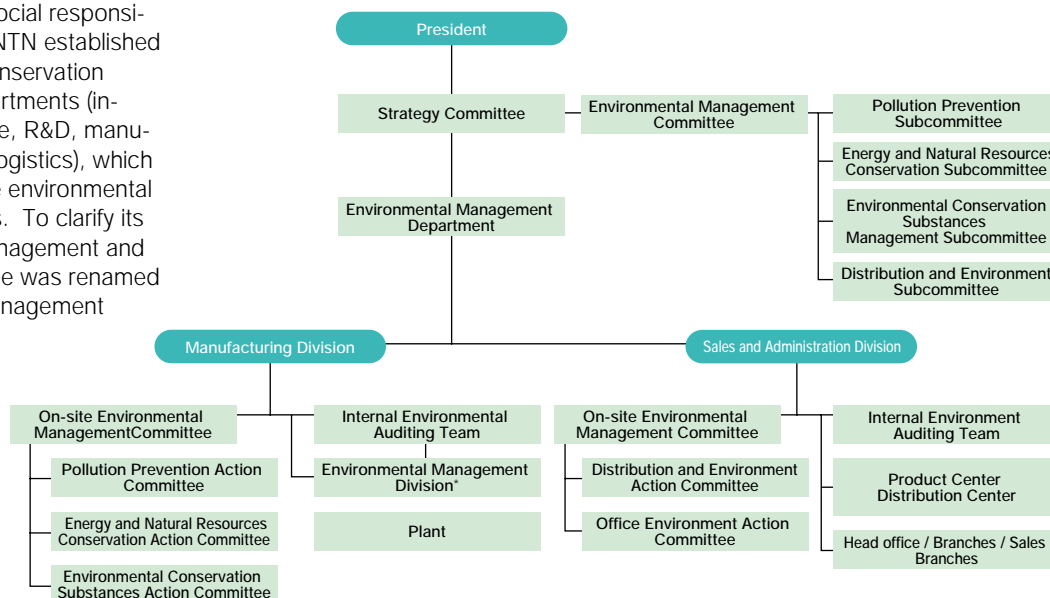 ocial responsi-
NTN established
onservation
artments (in-
e, R&D, manu-
ogistics), which
e environmental
s. To clarify its
nagement and
e was renamed
nagement
President
Strategy Committee
Environmental Management
Committee
Pollution Prevention
Subcommittee
Energy and Natural Resources
Conservation Subcommittee
Environmental Conservation
Substances
Management Subcommittee
Distribution and Environment
Subcommittee
Environmental Management
Department
Manufacturing Division
Sales and Administration Division
On-site Environmental
ManagementCommittee
Pollution Prevention Action
Committee
Energy and Natural Resources
Conservation Action Committee
Environmental Conservation
Substances Action Committee
Internal Environmental
Auditing Team
Environmental Management
Division*
Plant
On-site Environmental
Management Committee
Distribution and Environment
Action Committee
Office Environment Action
Committee
Internal Environment
Auditing Team
Product Center
Distribution Center
Head office / Branches / Sales
Branches